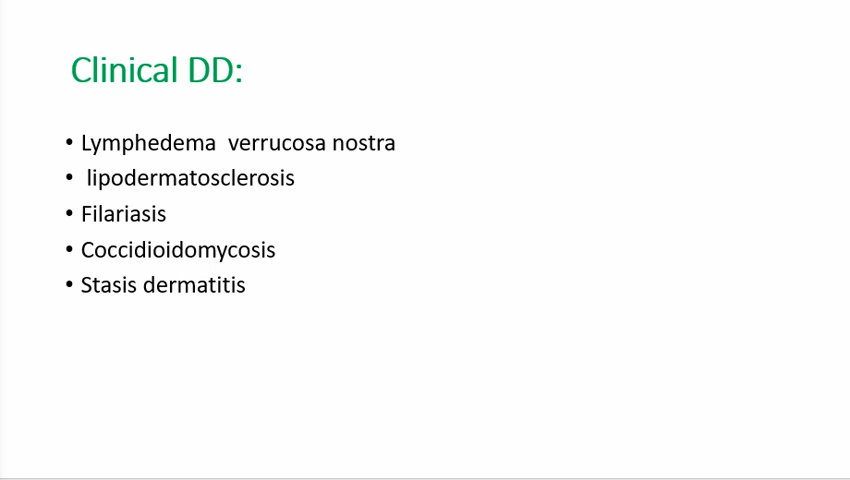 Clinical DD:
• Lymphedema  verrucosa nostra
•  lipodermatosclerosis
• Filariasis
• Coccidioidomycosis
• Stasis dermatitis